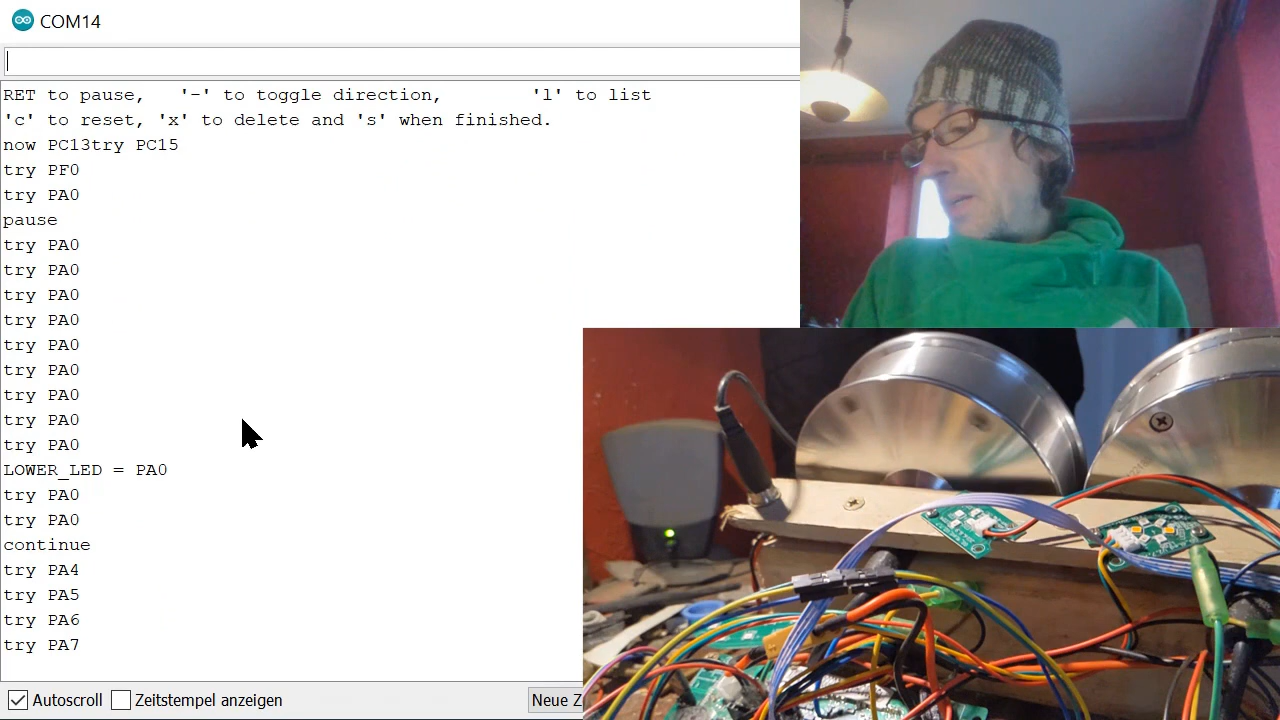 COM14
RET to pause,   '-' to toggle direction,        'l' to list
'c' to reset, 'x' to delete and 's' when finished.
now PC13try PC15
try PF0
try PA0
pause
try PA0
try PA0
try PA0
try PA0
try PA0
try PA0
try PA0
try PA0
try PA0
LOWER_LED = PA0
try PA0
try PA0
continue
try PA4
try PA5
try PA6
try PA7
Autoscroll
Zeitstempel anzeigen
Neue Z